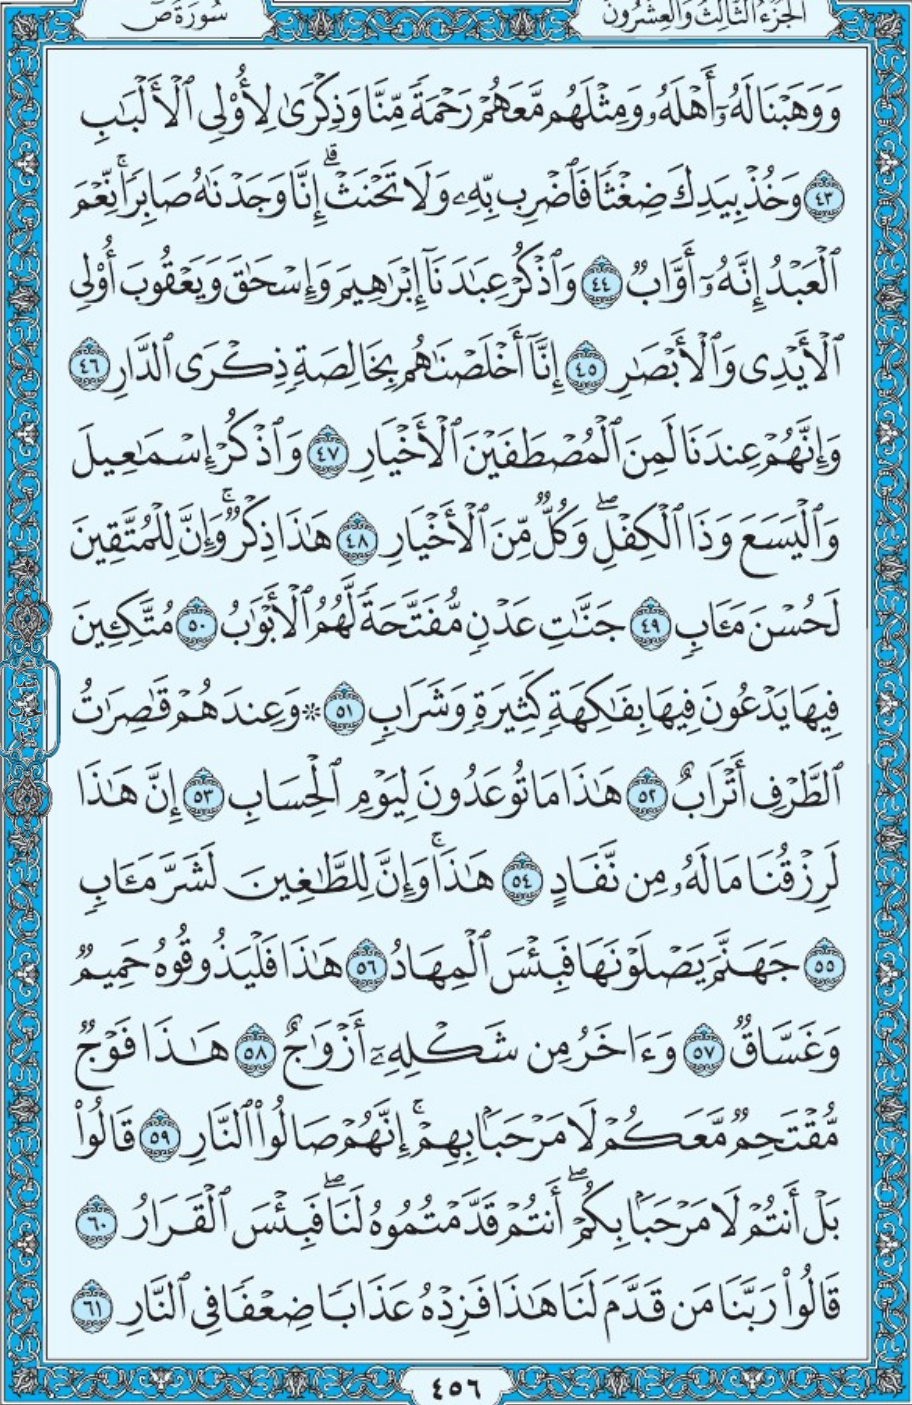 الجزء الثالث والعشرون
سورة ص
وَوَهَبْنَا لَهُۥٓ أَهْلَهُۥ وَمِثْلَهُم مَّعَهُمْ رَحْمَةً مِّنَّا وَذِكْرَىٰ لِأُو۟لِى ٱلْأَلْبَـٰبِ
٤٣ وَخُذْ بِيَدِكَ ضِغْثًا فَٱضْرِب بِّهِۦ وَلَا تَحْنَثْ ۗ إِنَّا وَجَدْنَـٰهُ صَابِرًا ۚ نِّعْمَ
ٱلْعَبْدُ إِنَّهُۥٓ أَوَّابٌ ٤٤ وَٱذْكُرْ عِبَـٰدَنَآ إِبْرَٰهِيمَ وَإِسْحَـٰقَ وَيَعْقُوبَ أُو۟لِى
ٱلْأَيْدِى وَٱلْأَبْصَـٰرِ ٤٥ إِنَّآ أَخْلَصْنَـٰهُم بِخَالِصَةٍ ذِكْرَى ٱلدَّارِ ٤٦
وَإِنَّهُمْ عِندَنَا لَمِنَ ٱلْمُصْطَفَيْنَ ٱلْأَخْيَارِ ٤٧ وَٱذْكُرْ إِسْمَـٰعِيلَ
وَٱلْيَسَعَ وَذَا ٱلْكِفْلِ ۖ وَكُلٌّ مِّنَ ٱلْأَخْيَارِ ٤٨ هَـٰذَا ذِكْرٌ ۚ وَإِنَّ لِلْمُتَّقِينَ
لَحُسْنَ مَـَٔابٍ ٤٩ جَنَّـٰتِ عَدْنٍ مُّفَتَّحَةً لَّهُمُ ٱلْأَبْوَٰبُ ٥٠ مُتَّكِـِٔينَ
فِيهَا يَدْعُونَ فِيهَا بِفَـٰكِهَةٍ كَثِيرَةٍ وَشَرَابٍ ٥١ ۞ وَعِندَهُمْ قَـٰصِرَٰتُ
ٱلطَّرْفِ أَتْرَابٌ ٥٢ هَـٰذَا مَا تُوعَدُونَ لِيَوْمِ ٱلْحِسَابِ ٥٣ إِنَّ هَـٰذَا
لَرِزْقُنَا مَا لَهُۥ مِن نَّفَادٍ ٥٤ هَـٰذَا ۚ وَإِنَّ لِلطَّـٰغِينَ لَشَرَّ مَـَٔابٍ
٥٥ جَهَنَّمَ يَصْلَوْنَهَا فَبِئْسَ ٱلْمِهَادُ ٥٦ هَـٰذَا فَلْيَذُوقُوهُ حَمِيمٌ
وَغَسَّاقٌ ٥٧ وَءَاخَرُ مِن شَكْلِهِۦٓ أَزْوَٰجٌ ٥٨ هَـٰذَا فَوْجٌ
مُّقْتَحِمٌ مَّعَكُمْ لَا مَرْحَبًۢا بِهِمْ ۚ إِنَّهُمْ صَالُوا۟ ٱلنَّارِ ٥٩ قَالُوا۟
بَلْ أَنتُمْ لَا مَرْحَبًۢا بِكُمْ ۖ أَنتُمْ قَدَّمْتُمُوهُ لَنَا ۖ فَبِئْسَ ٱلْقَرَارُ ٦٠
قَالُوا۟ رَبَّنَا مَن قَدَّمَ لَنَا هَـٰذَا فَزِدْهُ عَذَابًا ضِعْفًا فِى ٱلنَّارِ ٦١
٤٥٦